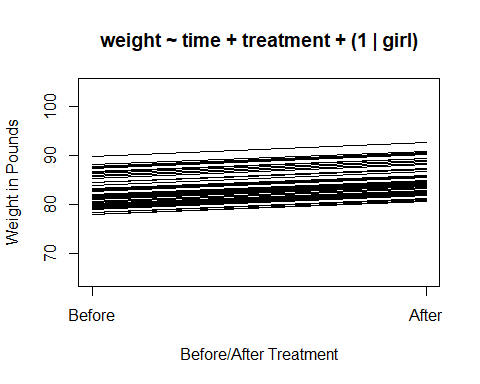 weight ~ time + treatment + (1 | girl)
Weight in Pounds
100
90
80
70
Before
After
Before/After Treatment